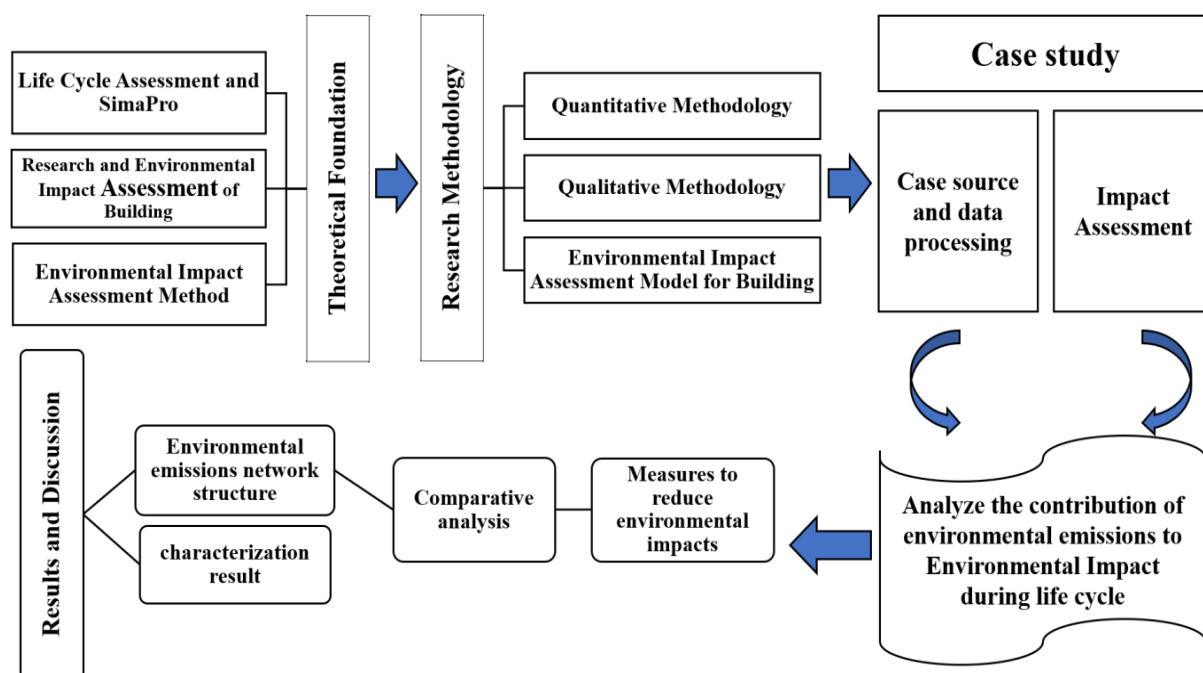 Life Cycle Assessment and
SimaPro
Research and Environmental
Impact Assessment of
Building
Environmental Impact
Assessment Method
Theoretical Foundation
Research Methodology
Quantitative Methodology
Qualitative Methodology
Environmental Impact
Assessment Model for Building
Case study
Case source
and data
processing
Impact
Assessment
Analyze the contribution of
environmental emissions to
Environmental Impact
during life cycle
Measures to
reduce
environmental
impacts
Comparative
analysis
Environmental
emissions network
structure
characterization
result
Results and Discussion